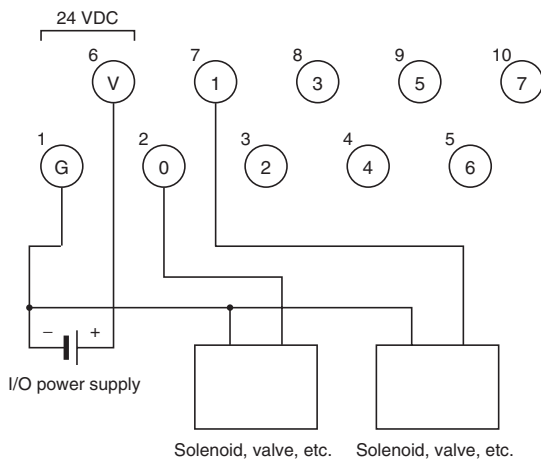 24 VDC
6 7 8 9 10
V 1 3 5 7
1 2 3 4 5
G 0 2 4 6
− +
I/O power supply
Solenoid, valve, etc. Solenoid, valve, etc.